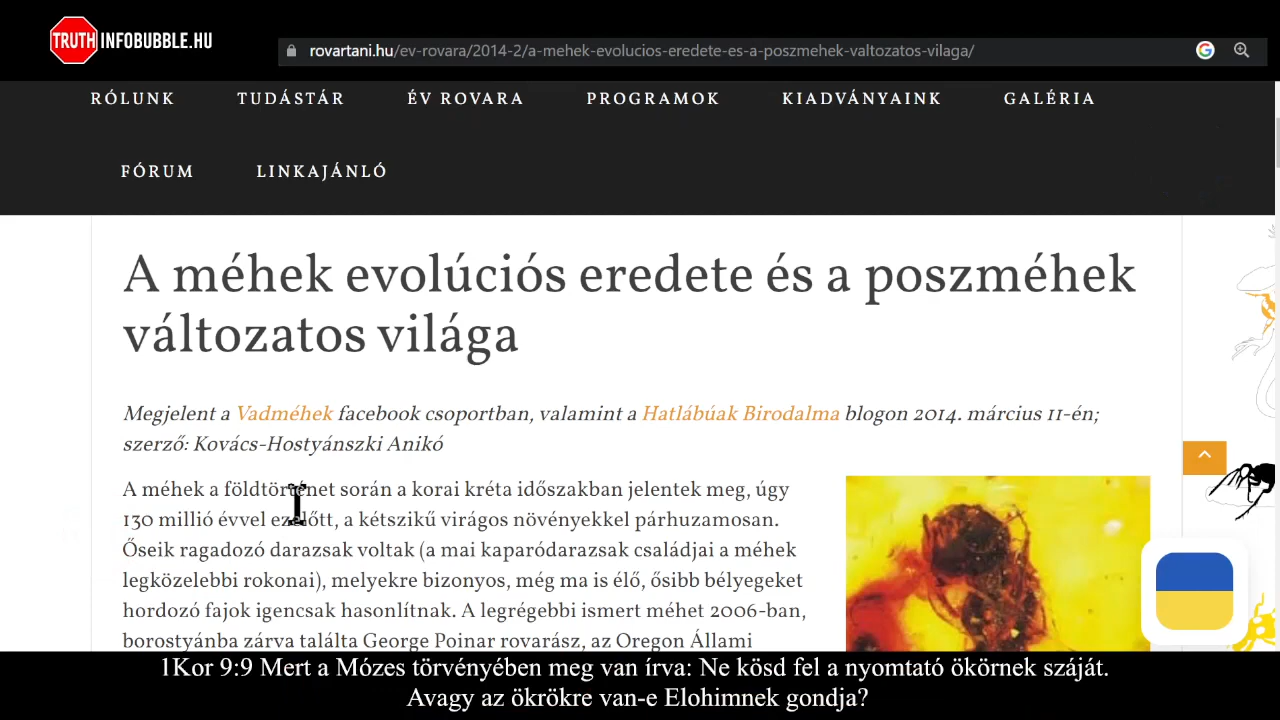 TRUTH INFOBUBBLE.HU
rovartani.hu/ev-rovara/2014-2/a-mehek-evolucios-eredete-es-a-poszmehek-valtozatos-vilaga/
RÓLUNK TUDÁSTÁR ÉV ROVARA PROGRAMOK KIADVÁNYAINK GALÉRIA
FÓRUM LINKAJÁNLÓ
A méhek evolúciós eredete és a poszméhek
változatos világa
Megjelent a Vadméhek facebook csoportban, valamint a Hatlábúak Birodalma blogon 2014. március 11-én;
szerző: Kovács-Hostyánszki Anikó
A méhek a földtörténet során a korai kréta időszakban jelentek meg, úgy
130 millió évvel ezelőtt, a kétszikű virágos növényekkel párhuzamosan.
Őseik ragadozó darazsak voltak (a mai kaparódarazsak családjai a méhek
legközelebbi rokonai), melyekre bizonyos, még ma is élő, ősibb bélyegeket
hordozó fajok igencsak hasonlítnak. A legrégebbi ismert méhet 2006-ban,
borostyánba zárva találta George Poinar rovarász, az Oregon Állami
1Kor 9:9 Mert a Mózes törvényében meg van írva: Ne kösd fel a nyomtató ökörnek száját.
Avagy az ökrökre van-e Elohimnek gondja?